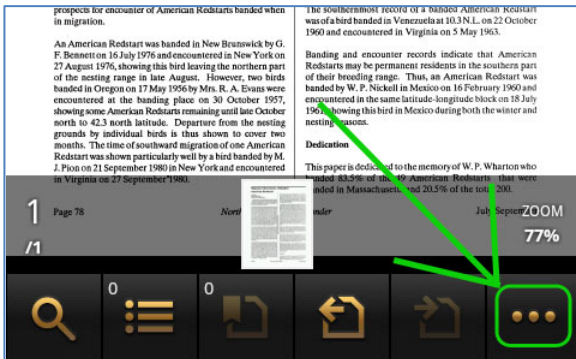 prospects for encounter of American Redstarts banded when
in migration.
An American Redstart was banded in New Brunswick by G.
F. Bennett on 16 July 1976 and encountered in New York on
27 August 1976, showing this bird leaving the northern part
of the nesting range in late August. However, two birds
banded in Oregon on 17 May 1956 by Mrs. R. A. Evans were
encountered at the banding place on 30 October 1957,
showing some American Redstarts remaining until late October
north to 42.3 north latitude. Departure from the nesting
grounds by individual birds is thus shown to cover two
months. The time of southward migration of one American
Redstart was shown particularly well by a bird banded by M.
J. Pion on 21 September 1980 in New York and encountered
in Virginia on 27 September 1980.
The southernmost record of a banded American Redstart
was of a bird banded in Venezuela at 10.3 N.L. on 22 October
1960 and encountered in Virginia on 5 May 1963.
Banding and encounter records indicate that American
Redstarts may be permanent residents in the southern part
of their breeding range. Thus, an American Redstart was
banded by W. P. Nickell in Mexico on 16 February 1960 and
encountered in the same latitude-longitude block on 18 July
1961, showing this bird in Mexico during both the winter and
nesting seasons.
Dedication
This paper is dedicated to the memory of W. P. Wharton who
banded 83.5% of the 49 American Redstarts that were
banded in Massachusetts and 20.5% of the total 200.
1
/1
Page 78
North
nder
July September
ZOOM
77%
0
0